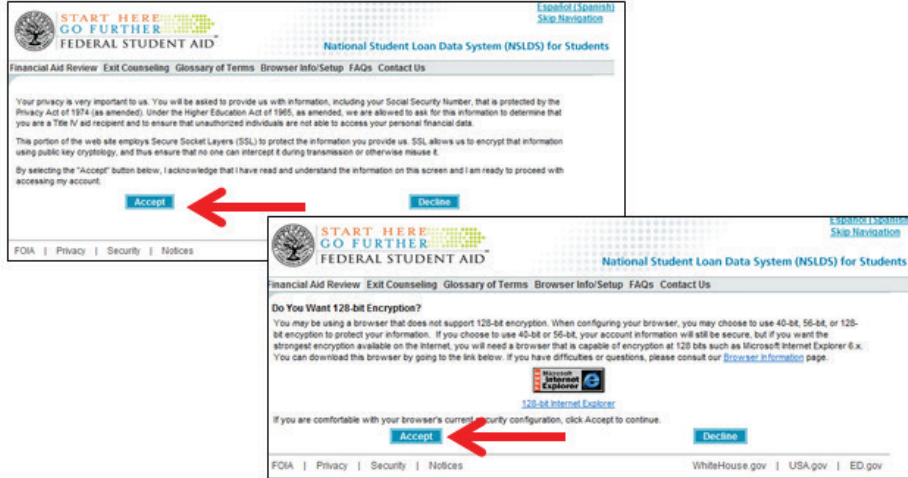 Español (Spanish)
Skip Navigation
START HERE
GO FURTHER
FEDERAL STUDENT AID
National Student Loan Data System (NSLDS) for Students
Financial Aid Review Exit Counseling Glossary of Terms Browser Info/Setup FAQs Contact Us
Your privacy is very important to us. You will be asked to provide us with information, including your Social Security Number, that is protected by the
Privacy Act of 1974 (as amended). Under the Higher Education Act of 1965, as amended, we are allowed to ask for this information to determine that
you are a Title IV aid recipient and to ensure that unauthorized individuals are not able to access your personal financial data.
This portion of the web site employs Secure Socket Layers (SSL) to protect the information you provide us. SSL allows us to encrypt that information
using public key cryptology, and thus ensure that no one can intercept it during transmission or otherwise misuse it.
By selecting the "Accept" button below, I acknowledge that I have read and understand the information on this screen and I am ready to proceed with
accessing my account.
Accept Decline
FOIA | Privacy | Security | Notices
Español (Spanish
Skip Navigation
START HERE
GO FURTHER
FEDERAL STUDENT AID
National Student Loan Data System (NSLDS) for Students
Financial Aid Review Exit Counseling Glossary of Terms Browser Info/Setup FAQs Contact Us
Do You Want 128-bit Encryption?
You may be using a browser that does not support 128-bit encryption. When configuring your browser, you may choose to use 40-bit, 56-bit, or 128-
bit encryption to protect your information. If you choose to use 40-bit or 56-bit, your account information will still be secure, but if you want the
strongest encryption available on the Internet, you will need a browser that is capable of encryption at 128 bits such as Microsoft Internet Explorer 6.x.
You can download this browser by going to the link below. If you have difficulties or questions, please consult our Browser Information page.
Microsoft
Internet
Explorer
128-bit Internet Explorer
If you are comfortable with your browser's current security configuration, click Accept to continue.
Accept Decline
FOIA | Privacy | Security | Notices WhiteHouse.gov | USA.gov | ED.gov